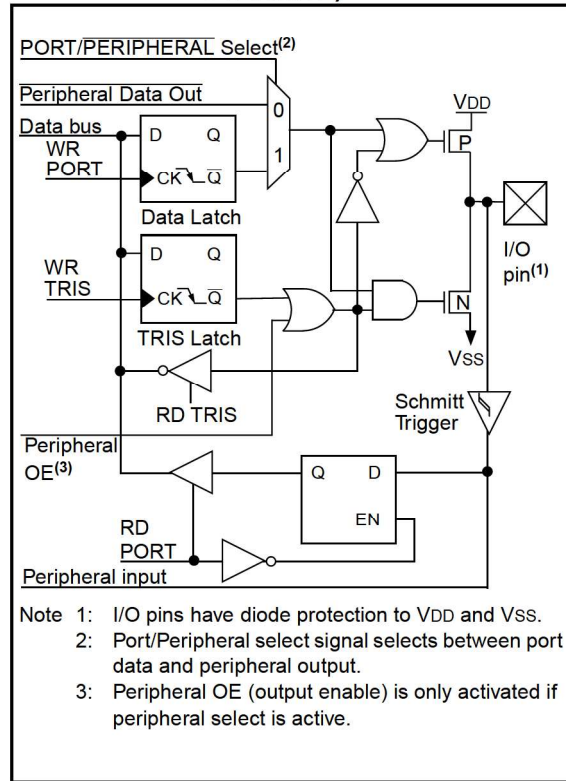 PORT/PERIPHERAL Select(2)
Peripheral Data Out
Data bus
WR
PORT
D Q
CK Q
Data Latch
0
1
VDD
P
I/O
pin(1)
WR
TRIS
D Q
CK Q
TRIS Latch
N
VSS
RD TRIS
Schmitt
Trigger
Peripheral
OE(3)
Q D
EN
RD
PORT
Peripheral input
Note 1: I/O pins have diode protection to VDD and VSS.
2: Port/Peripheral select signal selects between port
data and peripheral output.
3: Peripheral OE (output enable) is only activated if
peripheral select is active.